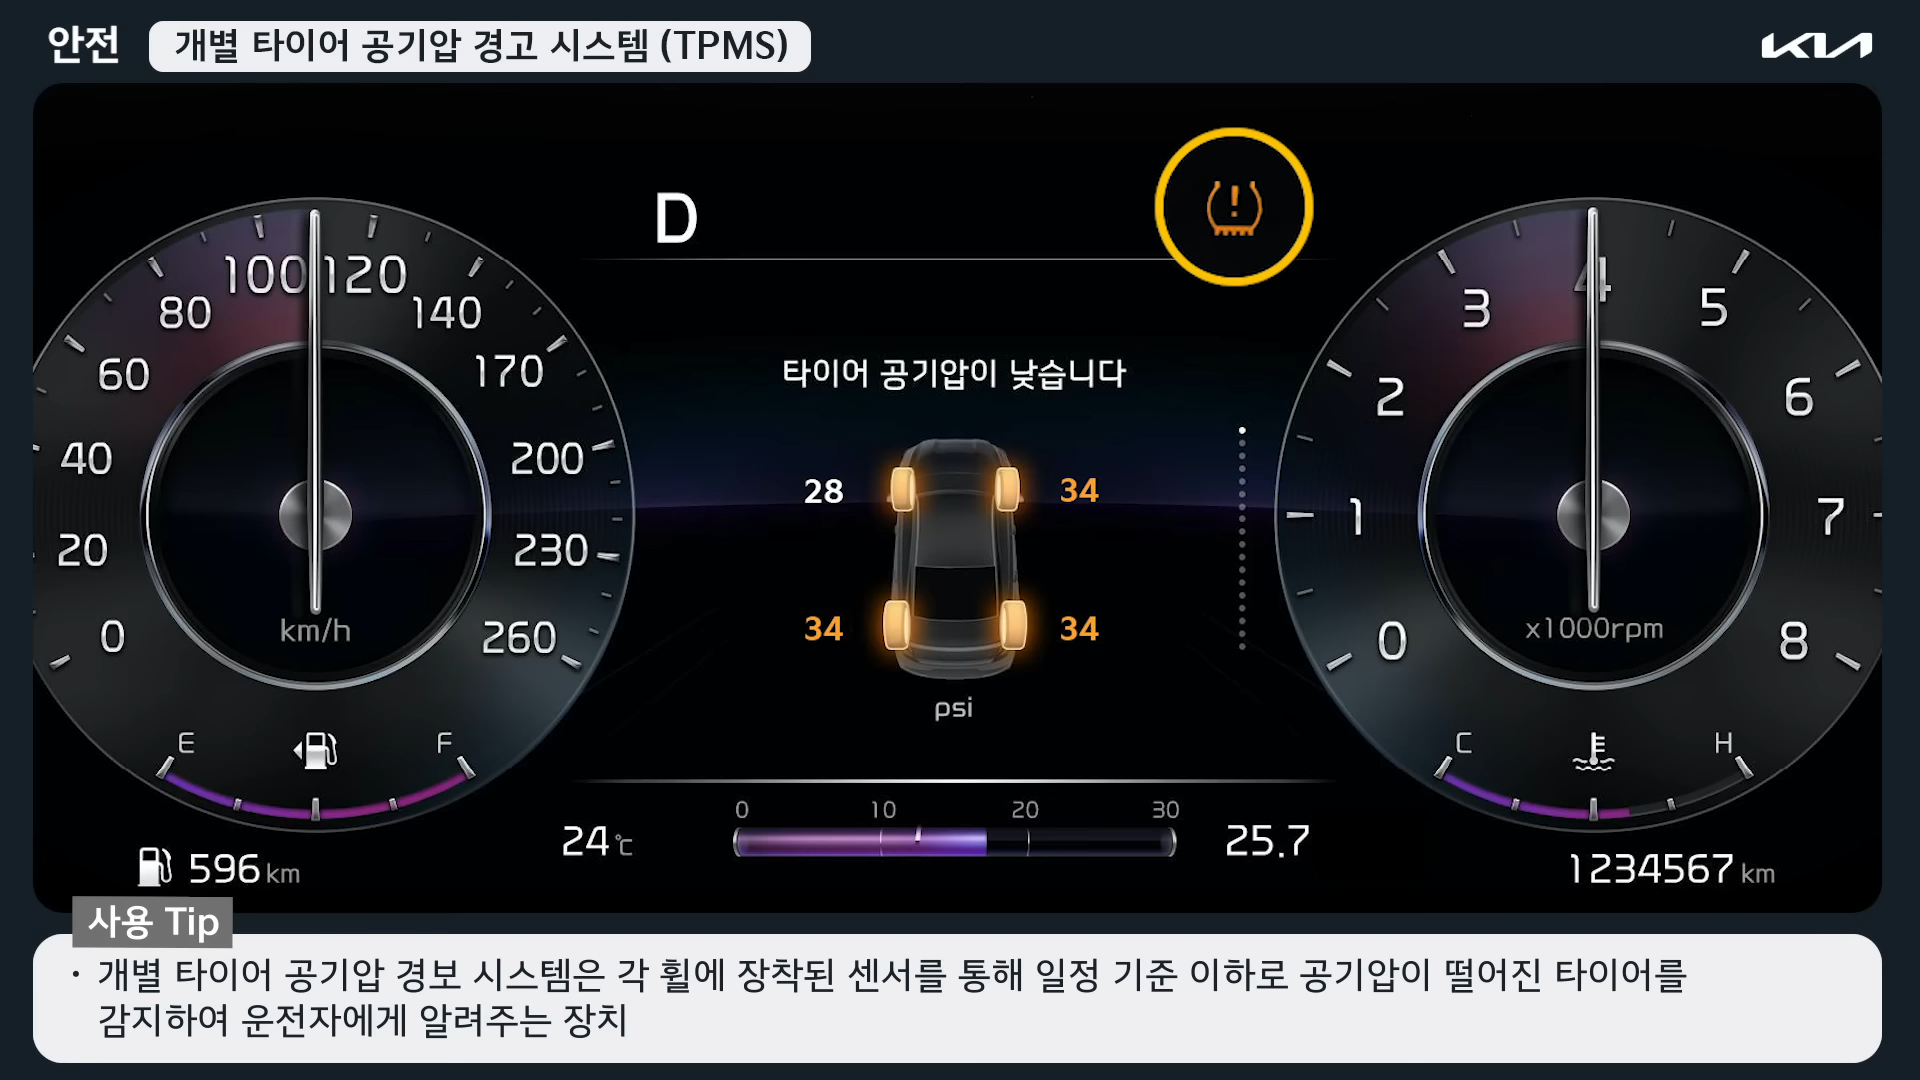 안전
개별 타이어 공기압 경고 시스템 (TPMS)
KIA
D
타이어 공기압이 낮습니다
28 34
34 34
psi
0 20 40 60 80 100 120 140 170 200 230 260
km/h
E F
596 km
0 10 20 30
24℃
25.7
0 1 2 3 4 5 6 7 8
x1000rpm
C H
1234567 km
사용 Tip
· 개별 타이어 공기압 경보 시스템은 각 휠에 장착된 센서를 통해 일정 기준 이하로 공기압이 떨어진 타이어를
감지하여 운전자에게 알려주는 장치